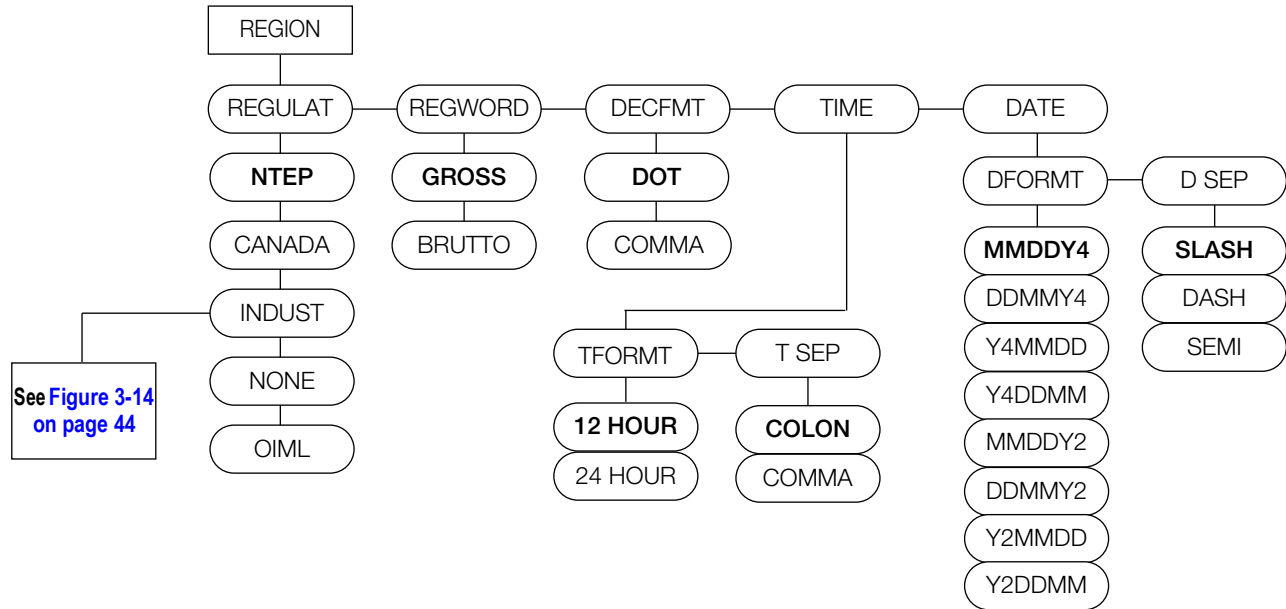 REGION
REGULAT
REGWORD
DECFMT
TIME
DATE
NTEP
GROSS
DOT
DFORMT
D SEP
CANADA
BRUTTO
COMMA
MMDDY4
SLASH
INDUST
DDMMY4
DASH
TFORMT
T SEP
Y4MMDD
SEMI
See Figure 3-14
on page 44
NONE
Y4DDMM
12 HOUR
COLON
MMDDY2
OIML
24 HOUR
COMMA
DDMMY2
Y2MMDD
Y2DDMM